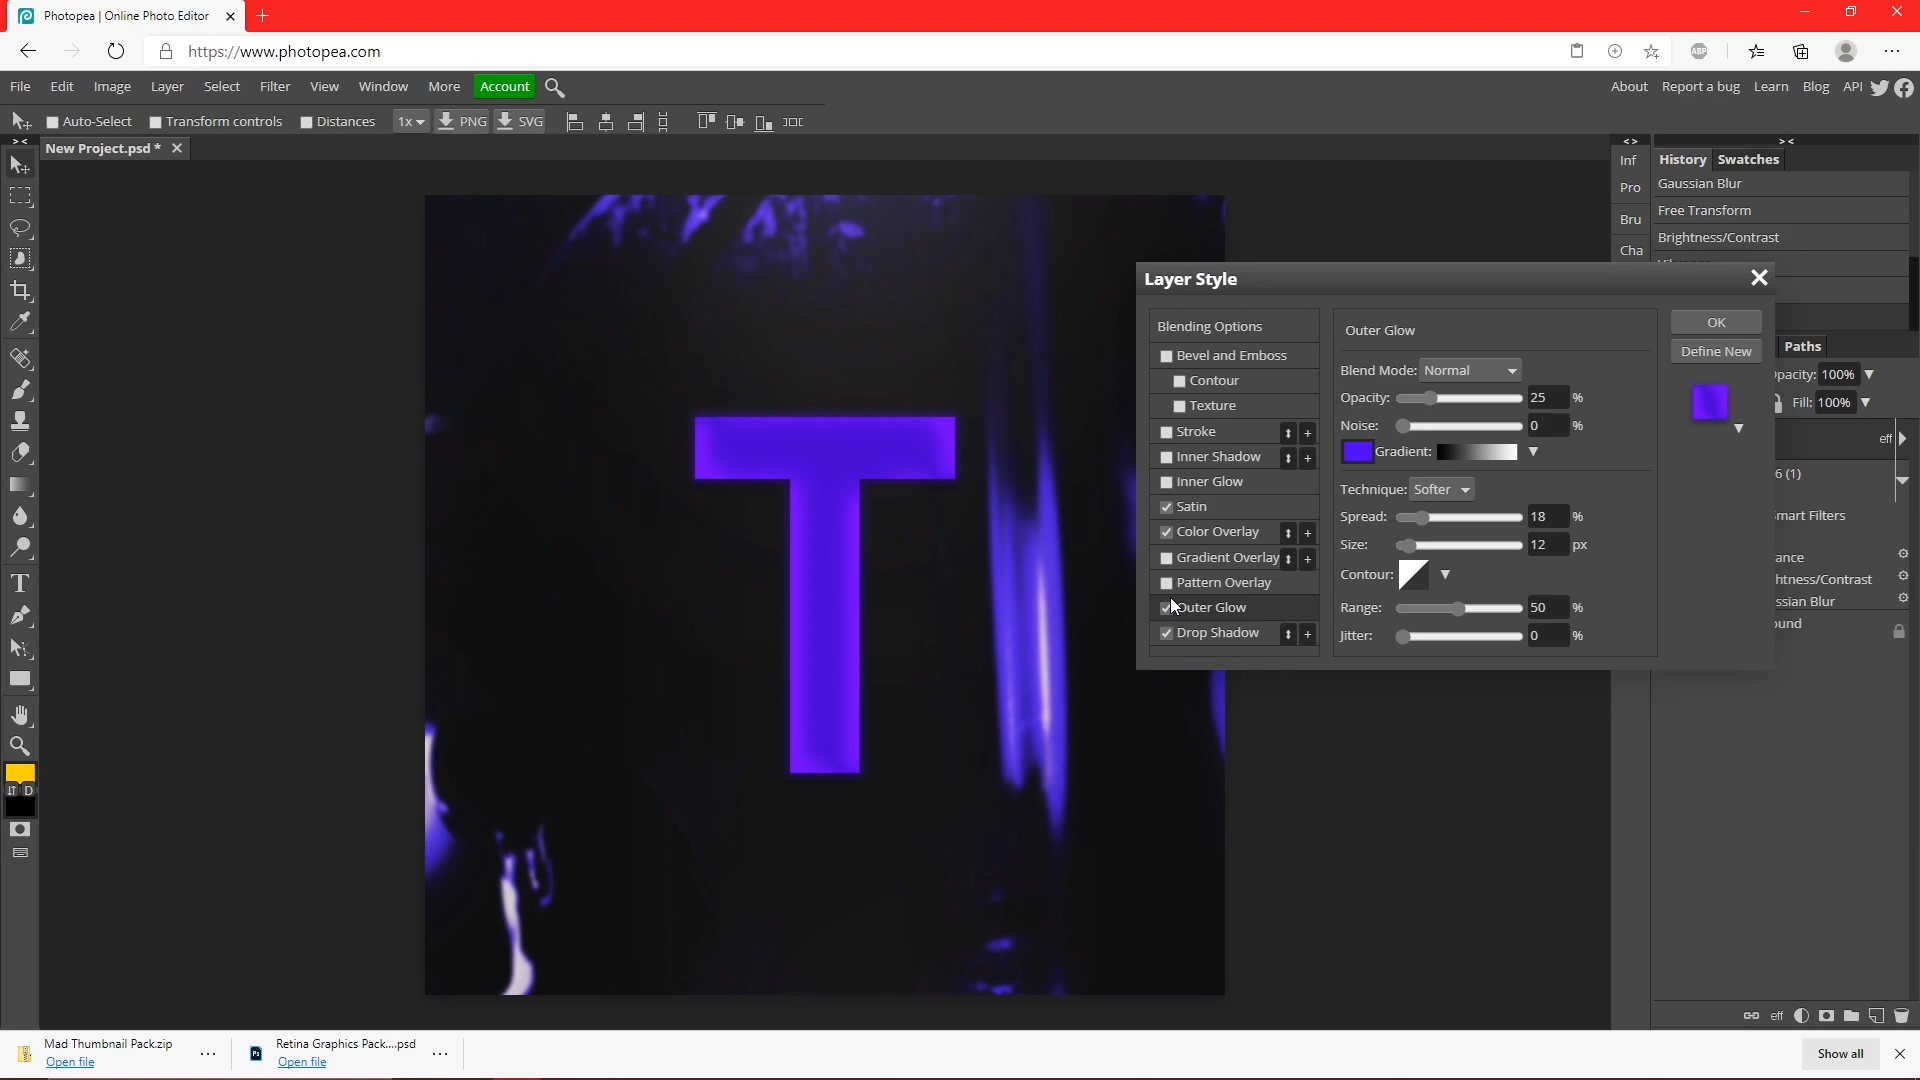 Photopea | Online Photo Editor
https://www.photopea.com
ABP
File Edit Image Layer Select Filter View Window More Account
About Report a bug Learn Blog API
Auto-Select Transform controls Distances 1x PNG SVG
New Project.psd *
Inf
Pro
Bru
Cha
History Swatches
Gaussian Blur
Free Transform
Brightness/Contrast
Layer Style
Blending Options
Bevel and Emboss
Contour
Texture
Stroke
Inner Shadow
Inner Glow
Satin
Color Overlay
Gradient Overlay
Pattern Overlay
Outer Glow
Drop Shadow
Outer Glow
Blend Mode: Normal
Opacity: 25 %
Noise: 0 %
Gradient:
Technique: Softer
Spread: 18 %
Size: 12 px
Contour:
Range: 50 %
Jitter: 0 %
OK
Define New
Paths
pacity: 100%
Fill: 100%
eff
6 (1)
mart Filters
ance
htness/Contrast
ssian Blur
ound
T
T
D
eff
Mad Thumbnail Pack.zip
Open file
Ps
Retina Graphics Pack....psd
Open file
Show all